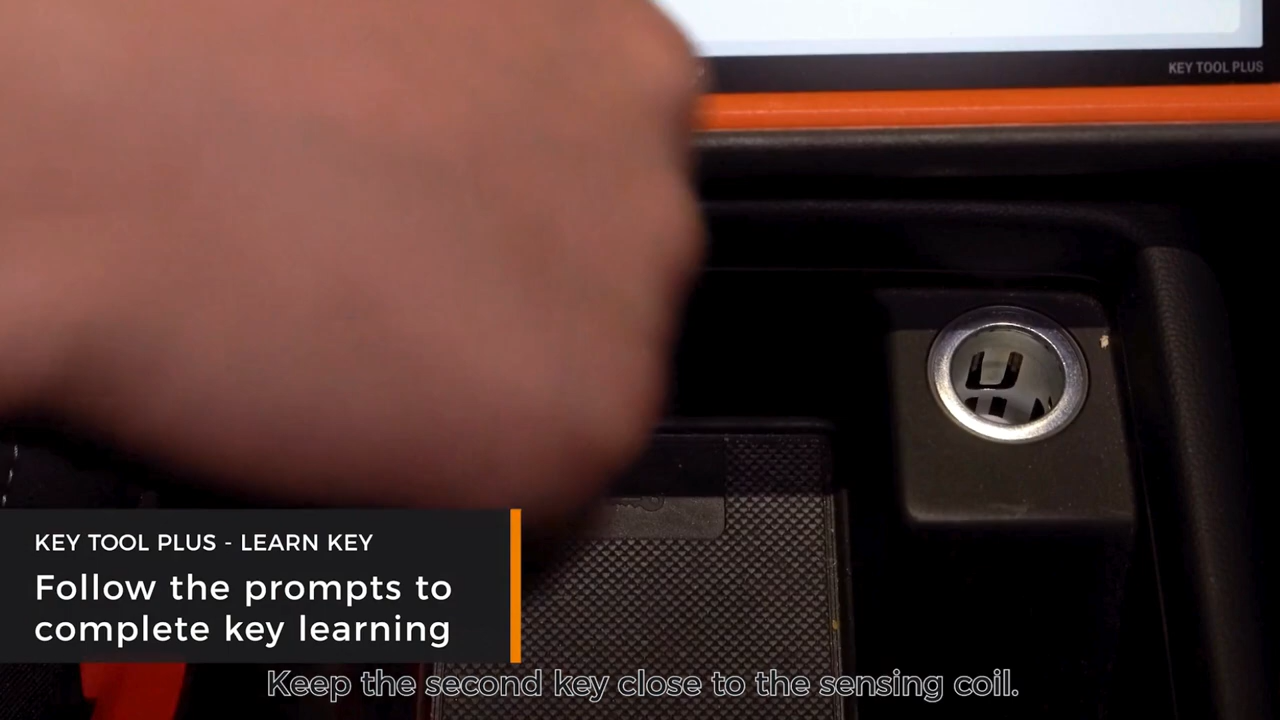 KEY TOOL PLUS
KEY TOOL PLUS - LEARN KEY
Follow the prompts to
complete key learning
Keep the second key close to the sensing coil.